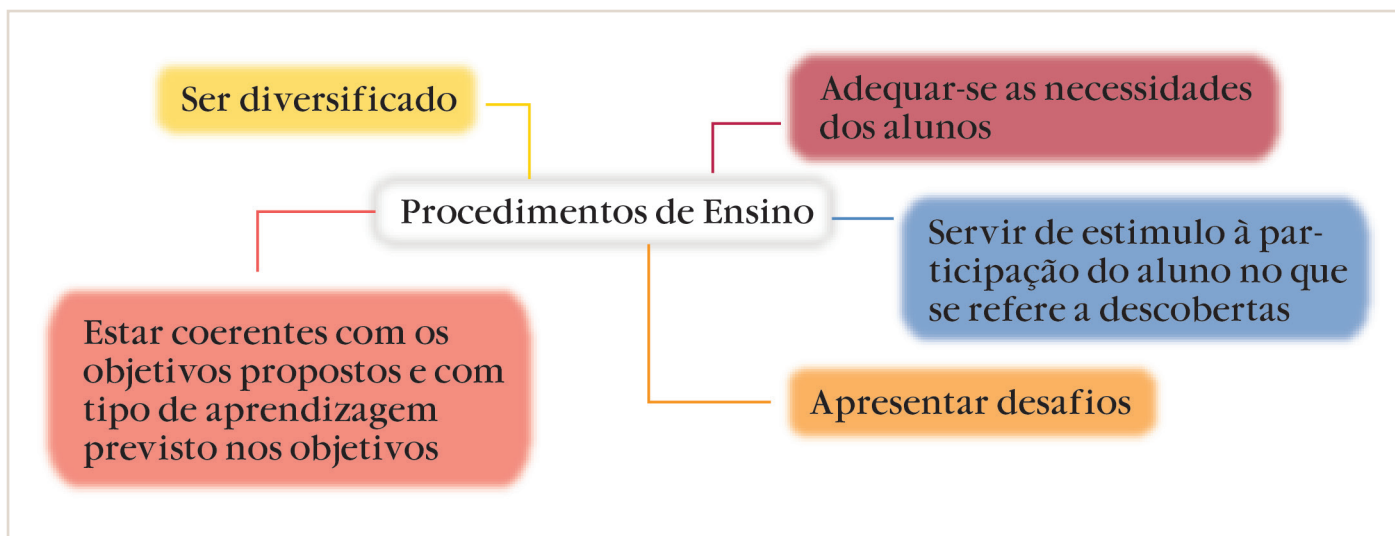 Ser diversificado
Adequar-se as necessidades
dos alunos
Procedimentos de Ensino
Servir de estimulo à par-
ticipação do aluno no que
se refere a descobertas
Estar coerentes com os
objetivos propostos e com
tipo de aprendizagem
previsto nos objetivos
Apresentar desafios